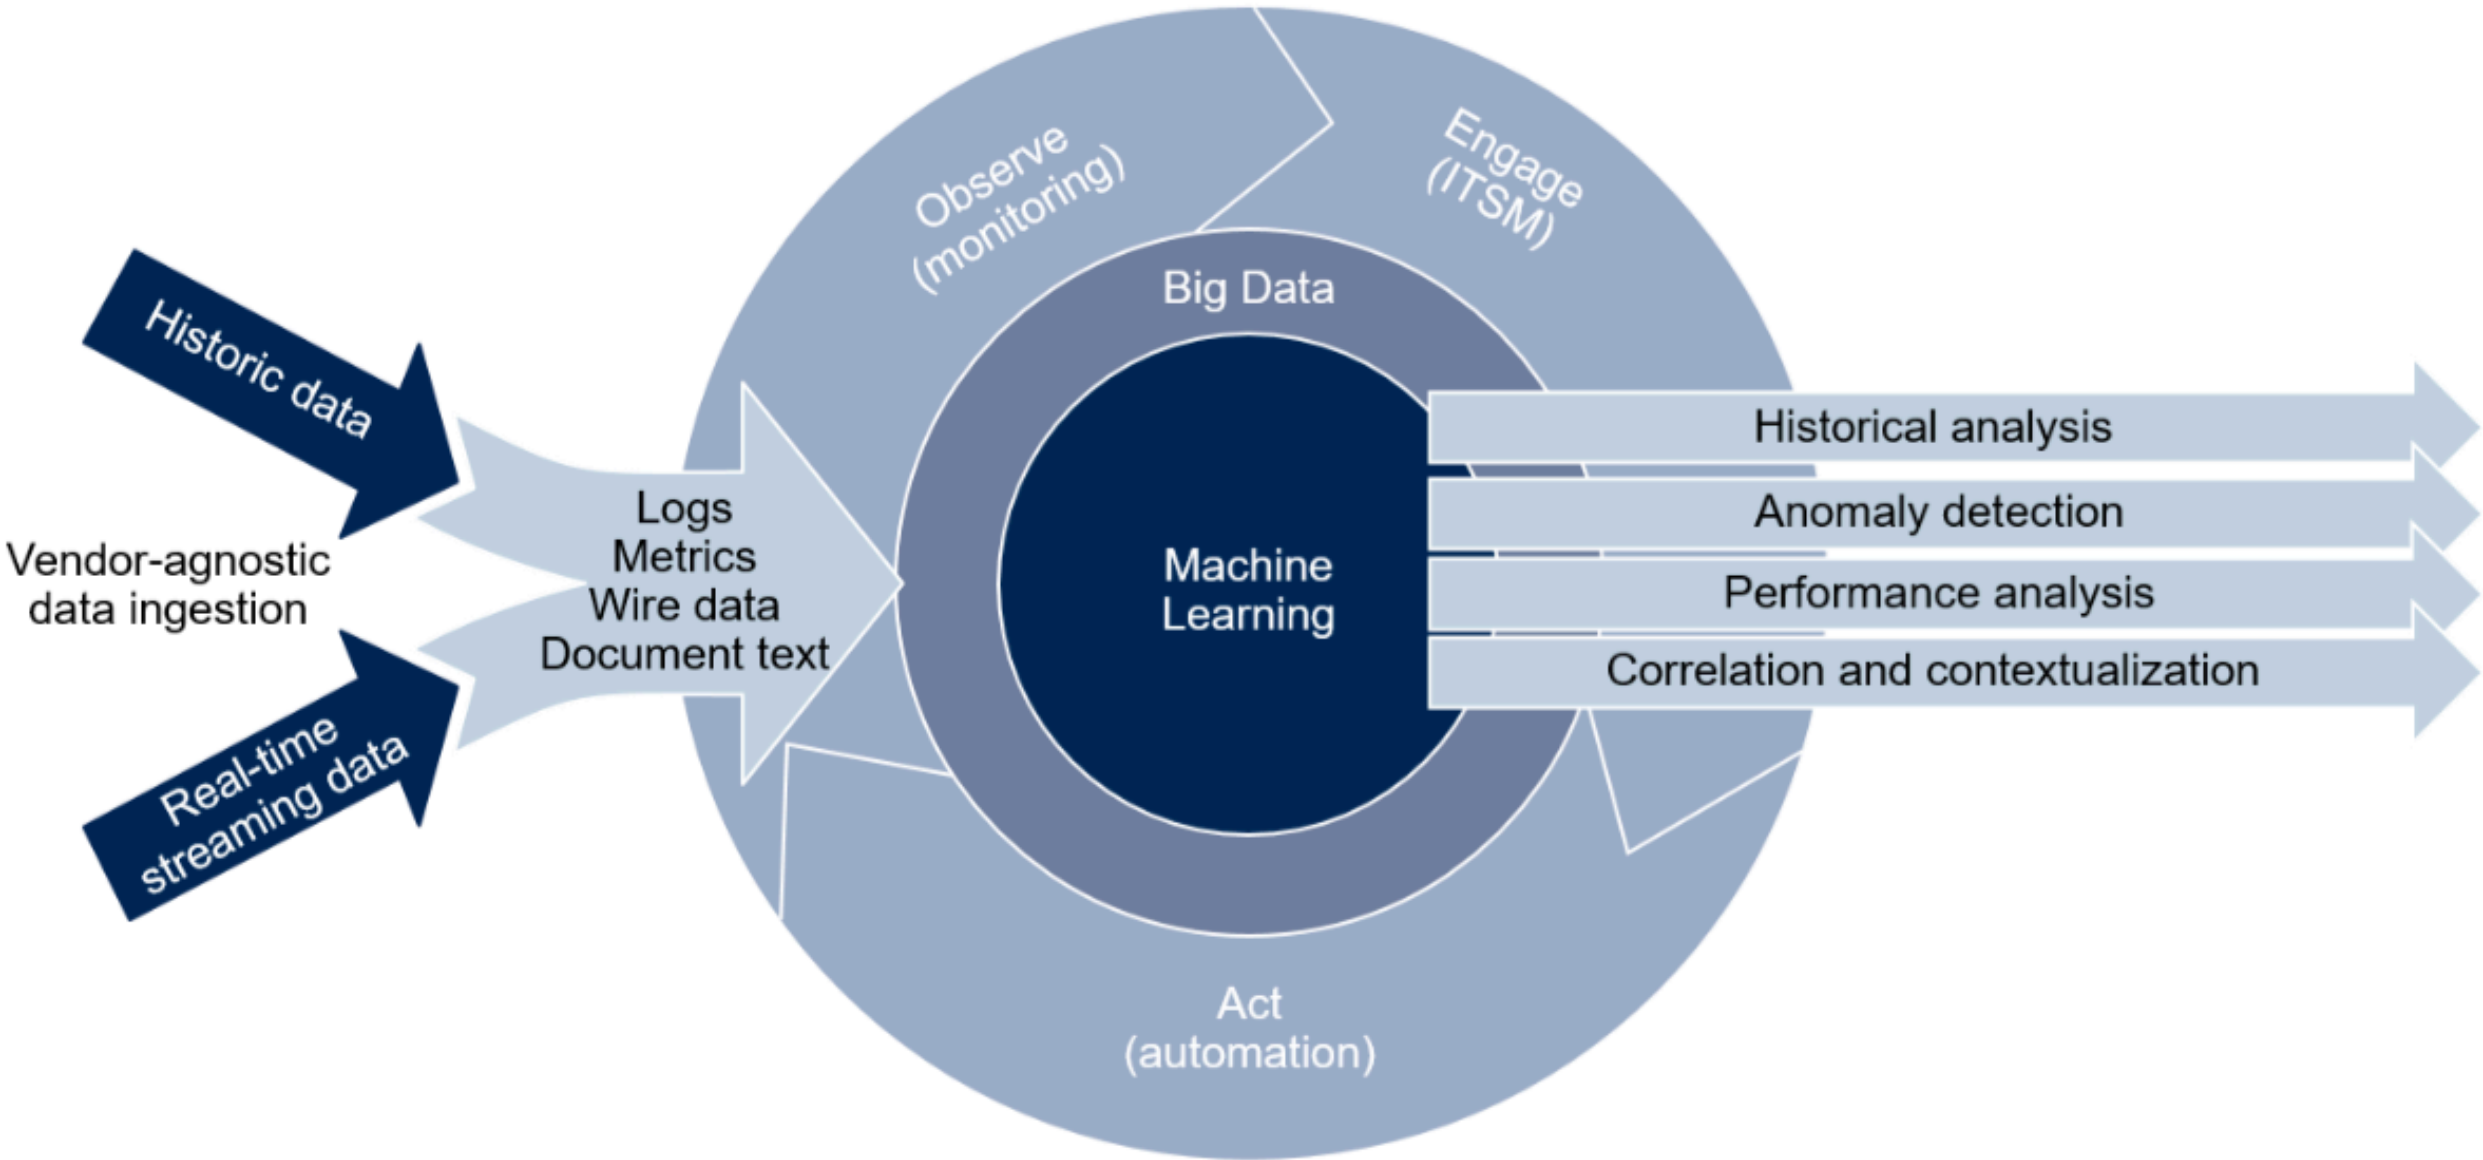 Historic data
Vendor-agnostic
data ingestion
Real-time
streaming data
Logs
Metrics
Wire data
Document text
Observe
(monitoring)
Engage
(ITSM)
Big Data
Machine
Learning
Act
(automation)
Historical analysis
Anomaly detection
Performance analysis
Correlation and contextualization